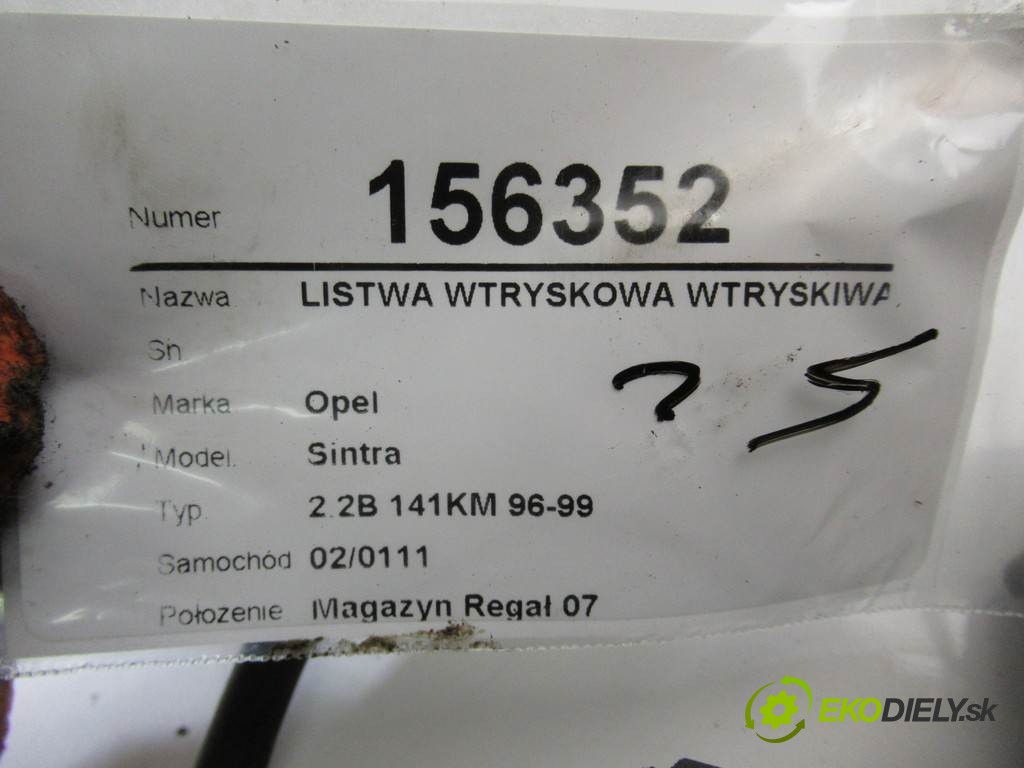 Numer 156352
Nazwa LISTWA WTRYSKOWA WTRYSKIWA
Sn
Marka Opel
Model. Sintra
Typ. 2.2B 141KM 96-99
Samochód 02/0111
Położenie Magazyn Regał 07
EKODIELY.sk